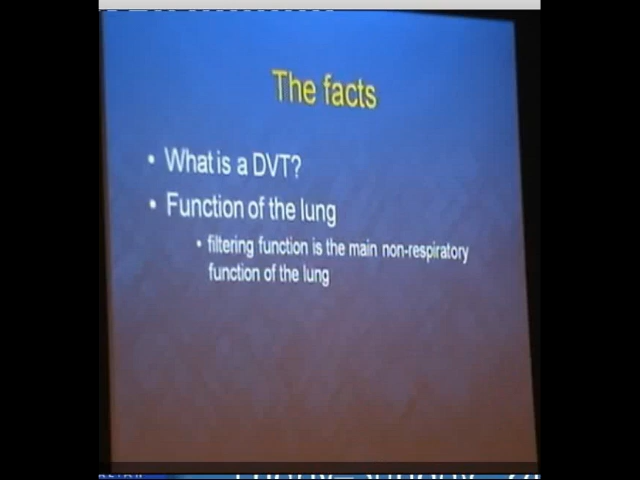 The facts
• What is a DVT?
• Function of the lung
• filtering function is the main non-respiratory
function of the lung